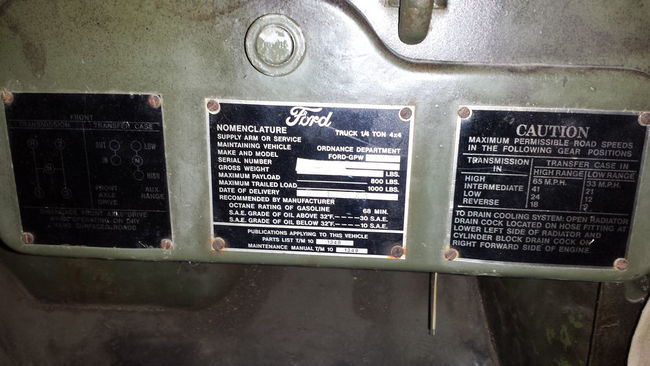 FRONT
TRANSMISSION TRANSFER CASE
OUT LOW
IN N
HIGH
FRONT AUX.
AXLE RANGE
DRIVE
Ford
NOMENCLATURE TRUCK 1/4 TON 4x4
SUPPLY ARM OR SERVICE
MAINTAINING VEHICLE ORDNANCE DEPARTMENT
MAKE AND MODEL FORD-GPW
SERIAL NUMBER
GROSS WEIGHT LBS.
MAXIMUM PAYLOAD 800 LBS.
MAXIMUM TRAILED LOAD 1000 LBS.
DATE OF DELIVERY
RECOMMENDED BY MANUFACTURER
OCTANE RATING OF GASOLINE 68 MIN.
S.A.E. GRADE OF OIL ABOVE 32°F 30 S.A.E.
S.A.E. GRADE OF OIL BELOW 32°F 10 S.A.E.
PUBLICATIONS APPLYING TO THIS VEHICLE
PARTS LIST T/M 10
MAINTENANCE MANUAL T/M 10
CAUTION
MAXIMUM PERMISSIBLE ROAD SPEEDS
IN THE FOLLOWING GEAR POSITIONS
TRANSMISSION TRANSFER CASE IN
IN HIGH RANGE LOW RANGE
HIGH 65 M.P.H. 33 M.P.H.
INTERMEDIATE 41 21
LOW 24 12
REVERSE 18
TO DRAIN COOLING SYSTEM: OPEN RADIATOR
DRAIN COCK LOCATED ON HOSE FITTING AT
LOWER LEFT SIDE OF RADIATOR AND
CYLINDER BLOCK DRAIN COCK ON
RIGHT FORWARD SIDE OF ENGINE.